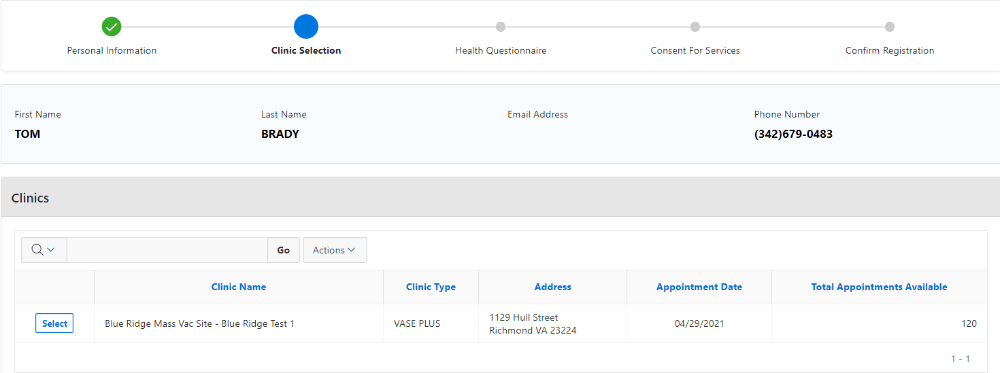 Personal Information
Clinic Selection
Health Questionnaire
Consent For Services
Confirm Registration
First Name
Last Name
Email Address
Phone Number
TOM
BRADY
(342)679-0483
Clinics
Go
Actions
Clinic Name
Clinic Type
Address
Appointment Date
Total Appointments Available
Select
Blue Ridge Mass Vac Site - Blue Ridge Test 1
VASE PLUS
1129 Hull Street
Richmond VA 23224
04/29/2021
120
1 - 1